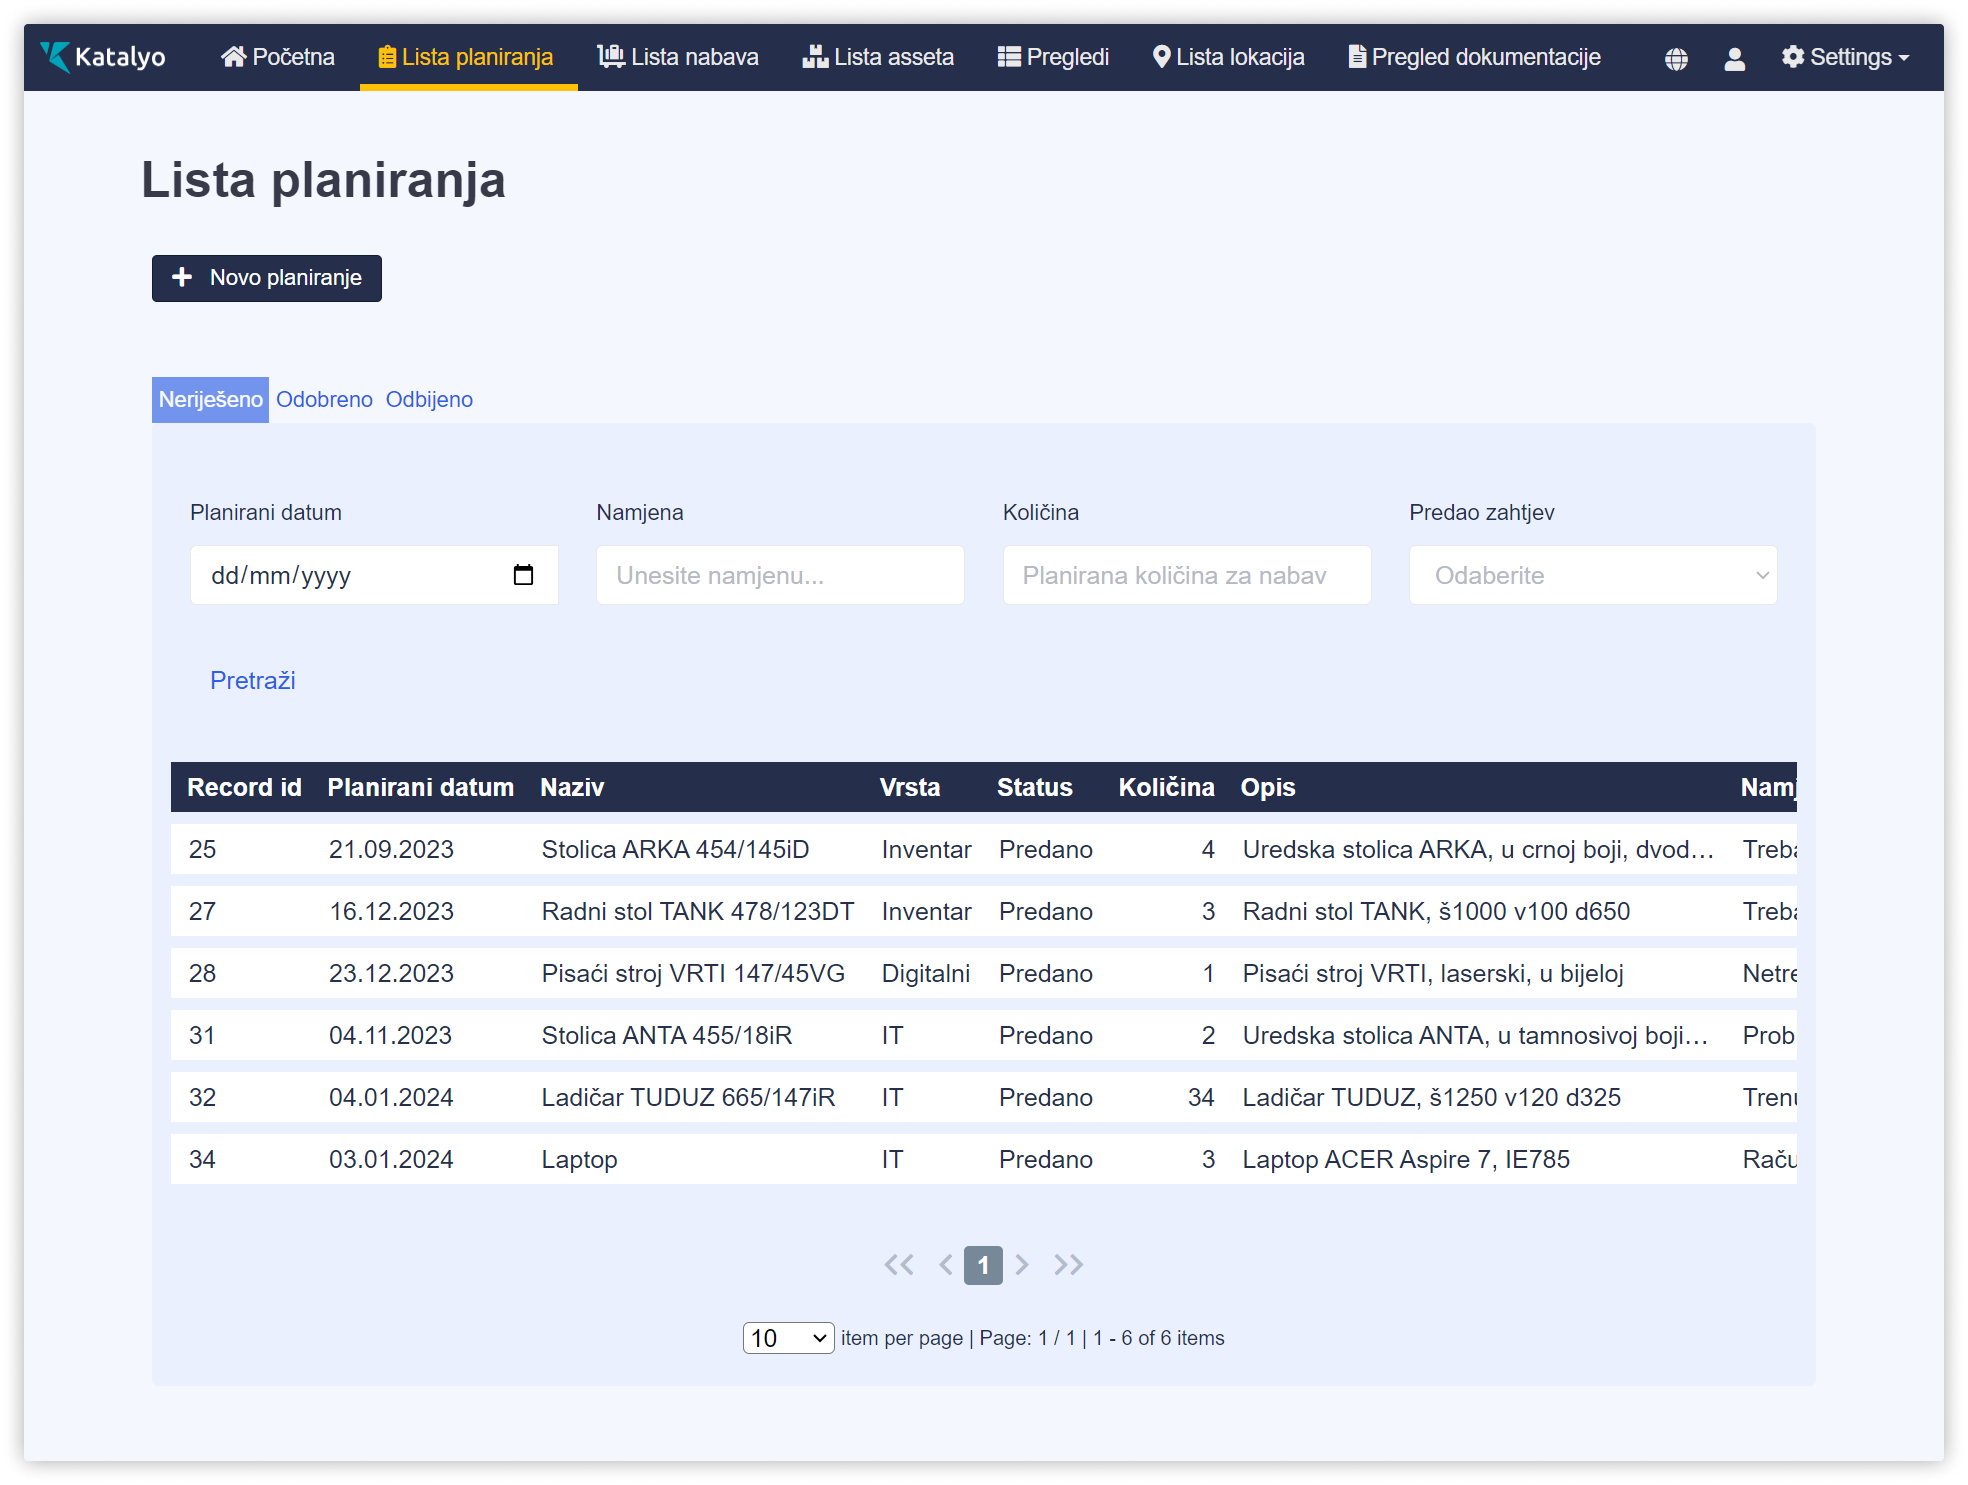 Katalyo Početna Lista planiranja Lista nabava Lista asseta Pregledi Lista lokacija Pregled dokumentacije Settings
Lista planiranja
Novo planiranje
Neriješeno Odobreno Odbijeno
Planirani datum Namjena Količina Predao zahtjev
dd/mm/yyyy Unesite namjenu... Planirana količina za nabav Odaberite
Pretraži
Record id Planirani datum Naziv Vrsta Status Količina Opis Namj
25 21.09.2023 Stolica ARKA 454/145iD Inventar Predano 4 Uredska stolica ARKA, u crnoj boji, dvod... Treba
27 16.12.2023 Radni stol TANK 478/123DT Inventar Predano 3 Radni stol TANK, š1000 v100 d650 Treba
28 23.12.2023 Pisaći stroj VRTI 147/45VG Digitalni Predano 1 Pisaći stroj VRTI, laserski, u bijeloj Netre
31 04.11.2023 Stolica ANTA 455/18iR IT Predano 2 Uredska stolica ANTA, u tamnosivoj boji... Prob
32 04.01.2024 Ladičar TUDUZ 665/147iR IT Predano 34 Ladičar TUDUZ, š1250 v120 d325 Trenu
34 03.01.2024 Laptop IT Predano 3 Laptop ACER Aspire 7, IE785 Raču
<< < 1 > >>
10 item per page | Page: 1 / 1 | 1 - 6 of 6 items